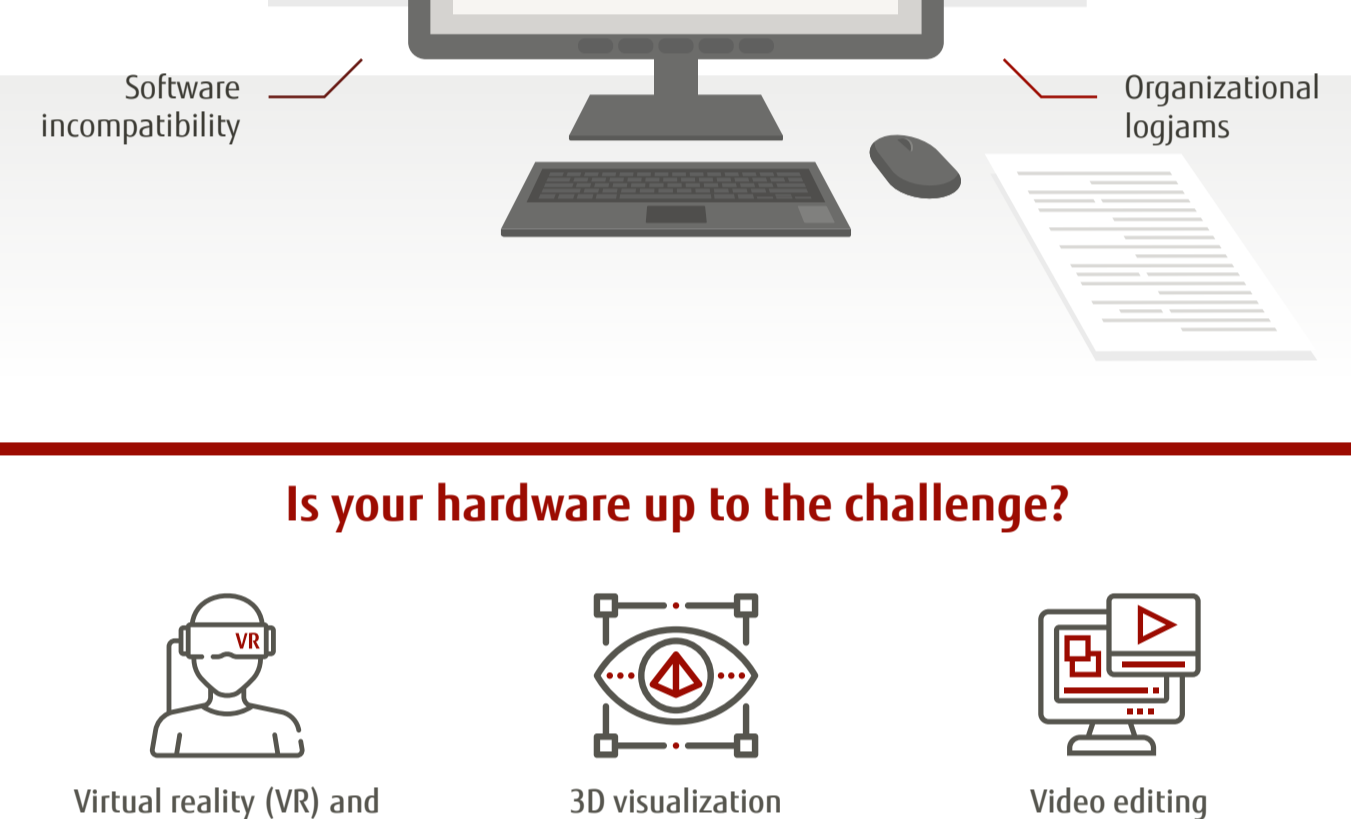 Software
incompatibility
Organizational
logjams
Is your hardware up to the challenge?
VR
Virtual reality (VR) and
3D visualization
Video editing